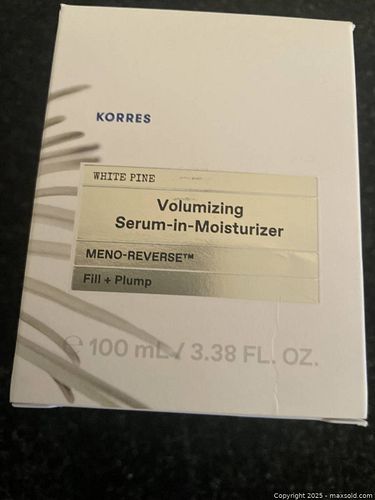 KORRES
WHITE PINE
Volumizing
Serum-in-Moisturizer
MENO-REVERSE™
Fill + Plump
℮ 100 mL / 3.38 FL. OZ.
Copyright 2025 - maxsold.com